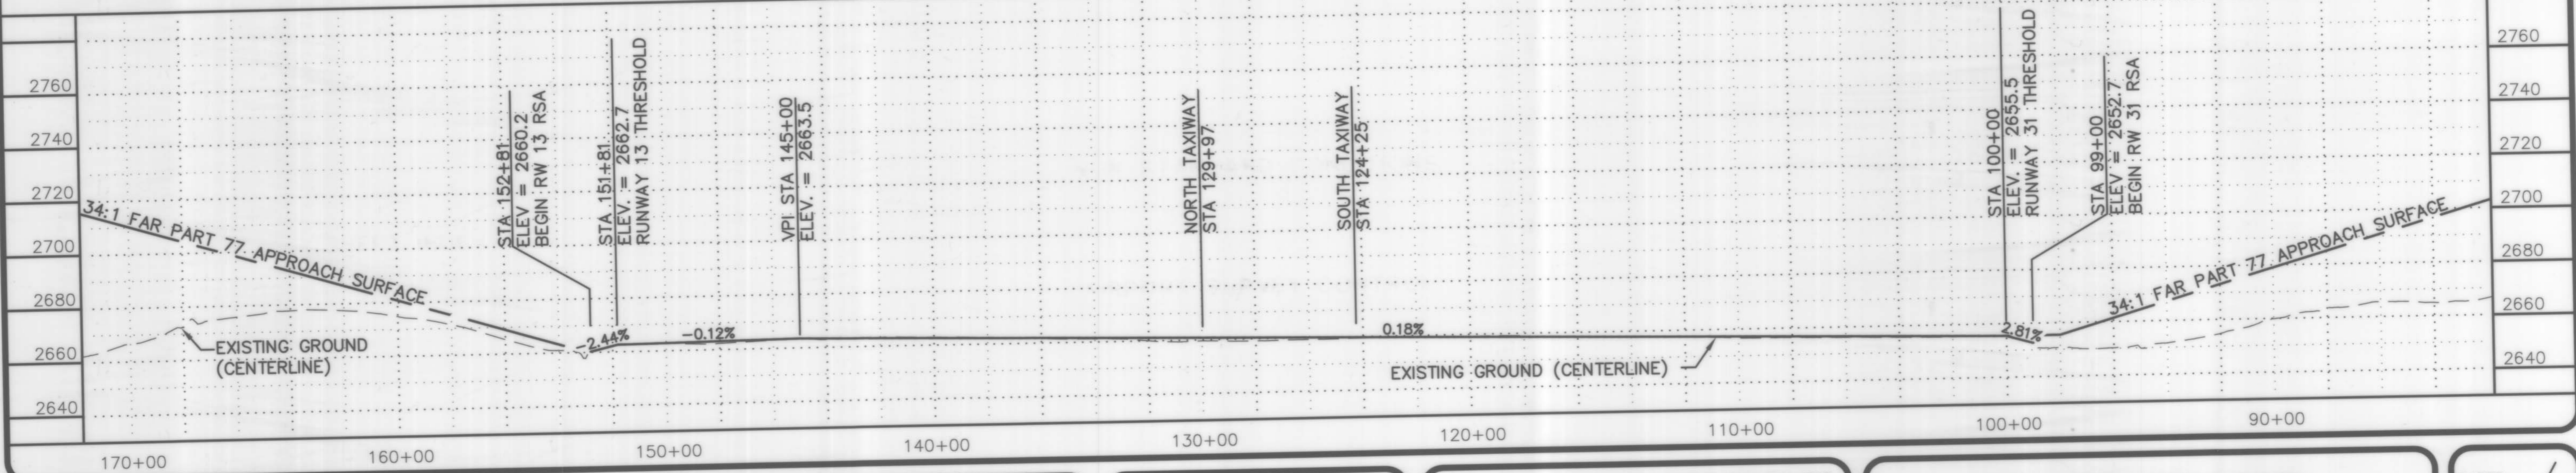 2760
2740
2720
2700
2680
2660
2640
34:1 FAR PART 77 APPROACH SURFACE
EXISTING GROUND
(CENTERLINE)
STA 152+81
ELEV = 2660.2
BEGIN RW 13 RSA
STA 151+81
ELEV. = 2662.7
RUNWAY 13 THRESHOLD
-2.44%
-0.12%
VPI STA 145+00
ELEV. = 2663.5
NORTH TAXIWAY
STA 129+97
SOUTH TAXIWAY
STA 124+25
0.18%
EXISTING GROUND (CENTERLINE)
STA 100+00
ELEV. = 2655.5
RUNWAY 31 THRESHOLD
STA 99+00
ELEV = 2652.7
BEGIN RW 31 RSA
2.81%
34:1 FAR PART 77 APPROACH SURFACE
2760
2740
2720
2700
2680
2660
2640
170+00
160+00
150+00
140+00
130+00
120+00
110+00
100+00
90+00